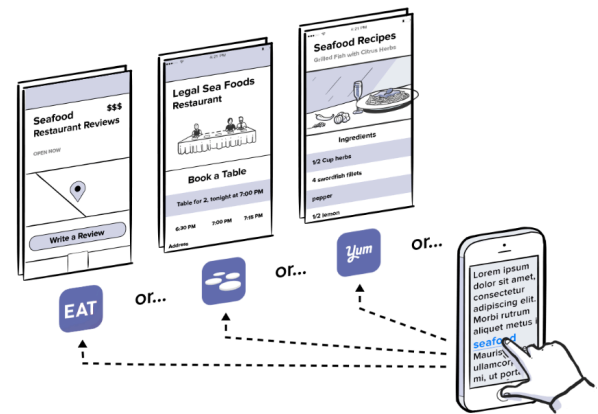 Seafood $$$
Restaurant Reviews
OPEN NOW
Write a Review
Legal Sea Foods
Restaurant
Book a Table
Table for 2, tonight at 7:00 PM
6:30 PM 7:00 PM 7:15 PM
Address
Seafood Recipes
Grilled Fish with Citrus Herbs
Ingredients
1/2 Cup herbs
4 swordfish fillets
pepper
1/2 lemon
EAT
or...
or...
Yum
or...
Lorem ipsum
dolor sit amet,
consectetur
adipiscing elit.
Morbi rutrum
aliquet metus i
seafood
Mauris
ullamcor
mi, ut port